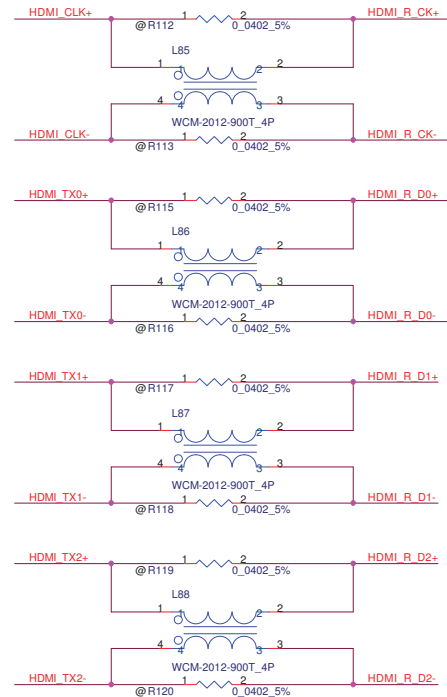 HDMI_CLK+ 1 2 HDMI_R_CK+
@R112 0_0402_5%
L85
1 1 2 2
4 4 3 3
WCM-2012-900T_4P
HDMI_CLK- 1 2 HDMI_R_CK-
@R113 0_0402_5%
HDMI_TX0+ 1 2 HDMI_R_D0+
@R115 0_0402_5%
L86
1 1 2 2
4 4 3 3
WCM-2012-900T_4P
HDMI_TX0- 1 2 HDMI_R_D0-
@R116 0_0402_5%
HDMI_TX1+ 1 2 HDMI_R_D1+
@R117 0_0402_5%
L87
1 1 2 2
4 4 3 3
WCM-2012-900T_4P
HDMI_TX1- 1 2 HDMI_R_D1-
@R118 0_0402_5%
HDMI_TX2+ 1 2 HDMI_R_D2+
@R119 0_0402_5%
L88
1 1 2 2
4 4 3 3
WCM-2012-900T_4P
HDMI_TX2- 1 2 HDMI_R_D2-
@R120 0_0402_5%